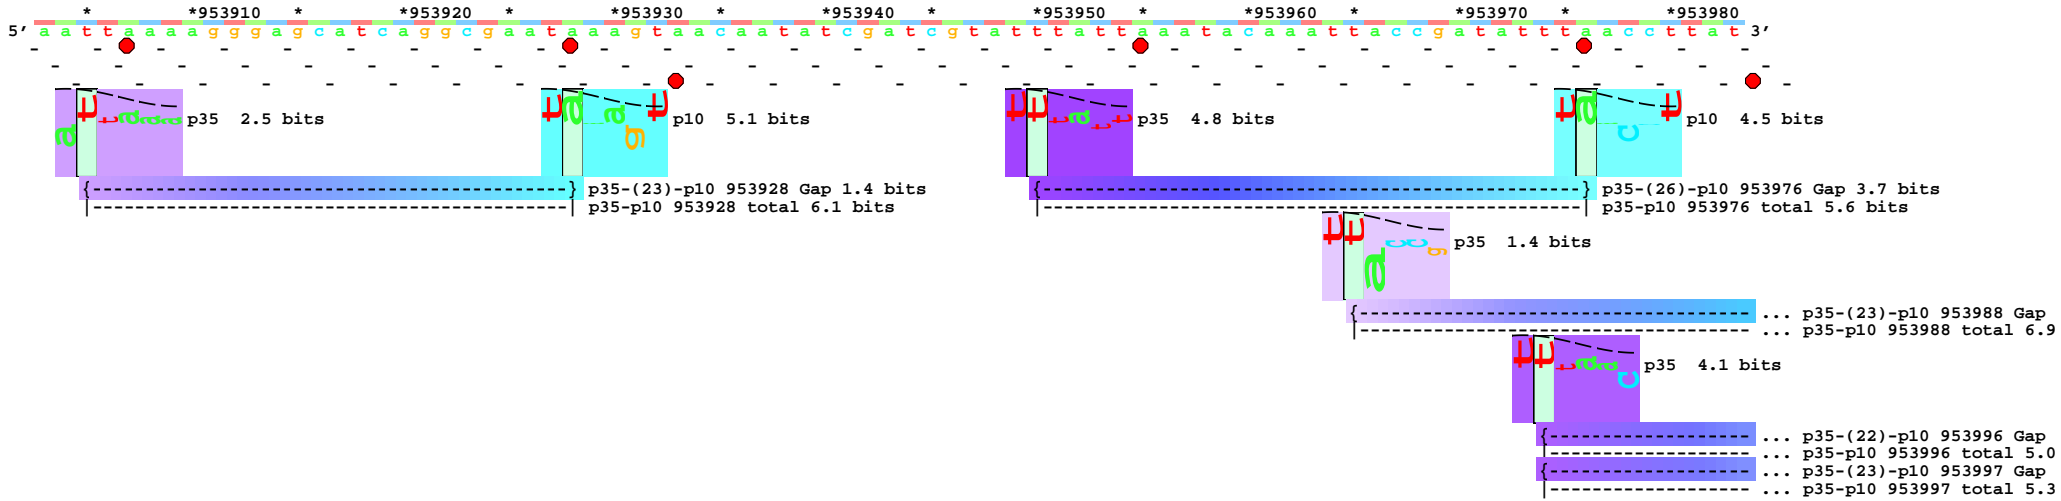 * *953910 * *953920 * *953930 * *953940 * *953950 * *953960 * *953970 * *953980
5' a a t t a a a a g g g a g c a t c a g g c g a a t a a a g t a a c a a t a t c g a t c g t a t t t a t t a a a t a c a a a t t a c c g a t a t t t a a c c t t a t 3'
p35 2.5 bits
p10 5.1 bits
p35 4.8 bits
p10 4.5 bits
p35-(23)-p10 953928 Gap 1.4 bits
p35-p10 953928 total 6.1 bits
p35-(26)-p10 953976 Gap 3.7 bits
p35-p10 953976 total 5.6 bits
p35 1.4 bits
... p35-(23)-p10 953988 Gap
... p35-p10 953988 total 6.9
p35 4.1 bits
... p35-(22)-p10 953996 Gap
... p35-p10 953996 total 5.0
... p35-(23)-p10 953997 Gap
... p35-p10 953997 total 5.3